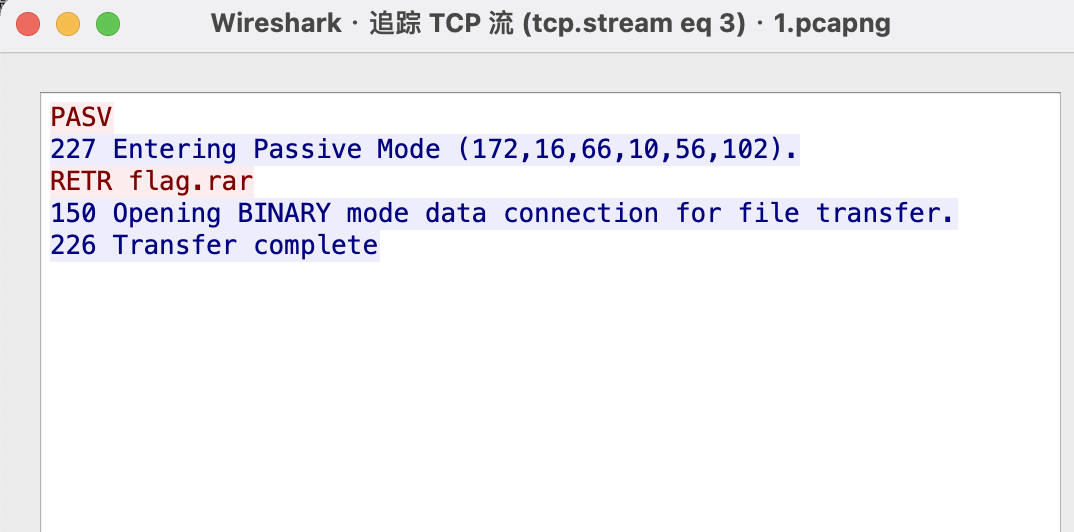 Wireshark · 追踪 TCP 流 (tcp.stream eq 3) · 1.pcapng
PASV
227 Entering Passive Mode (172,16,66,10,56,102).
RETR flag.rar
150 Opening BINARY mode data connection for file transfer.
226 Transfer complete